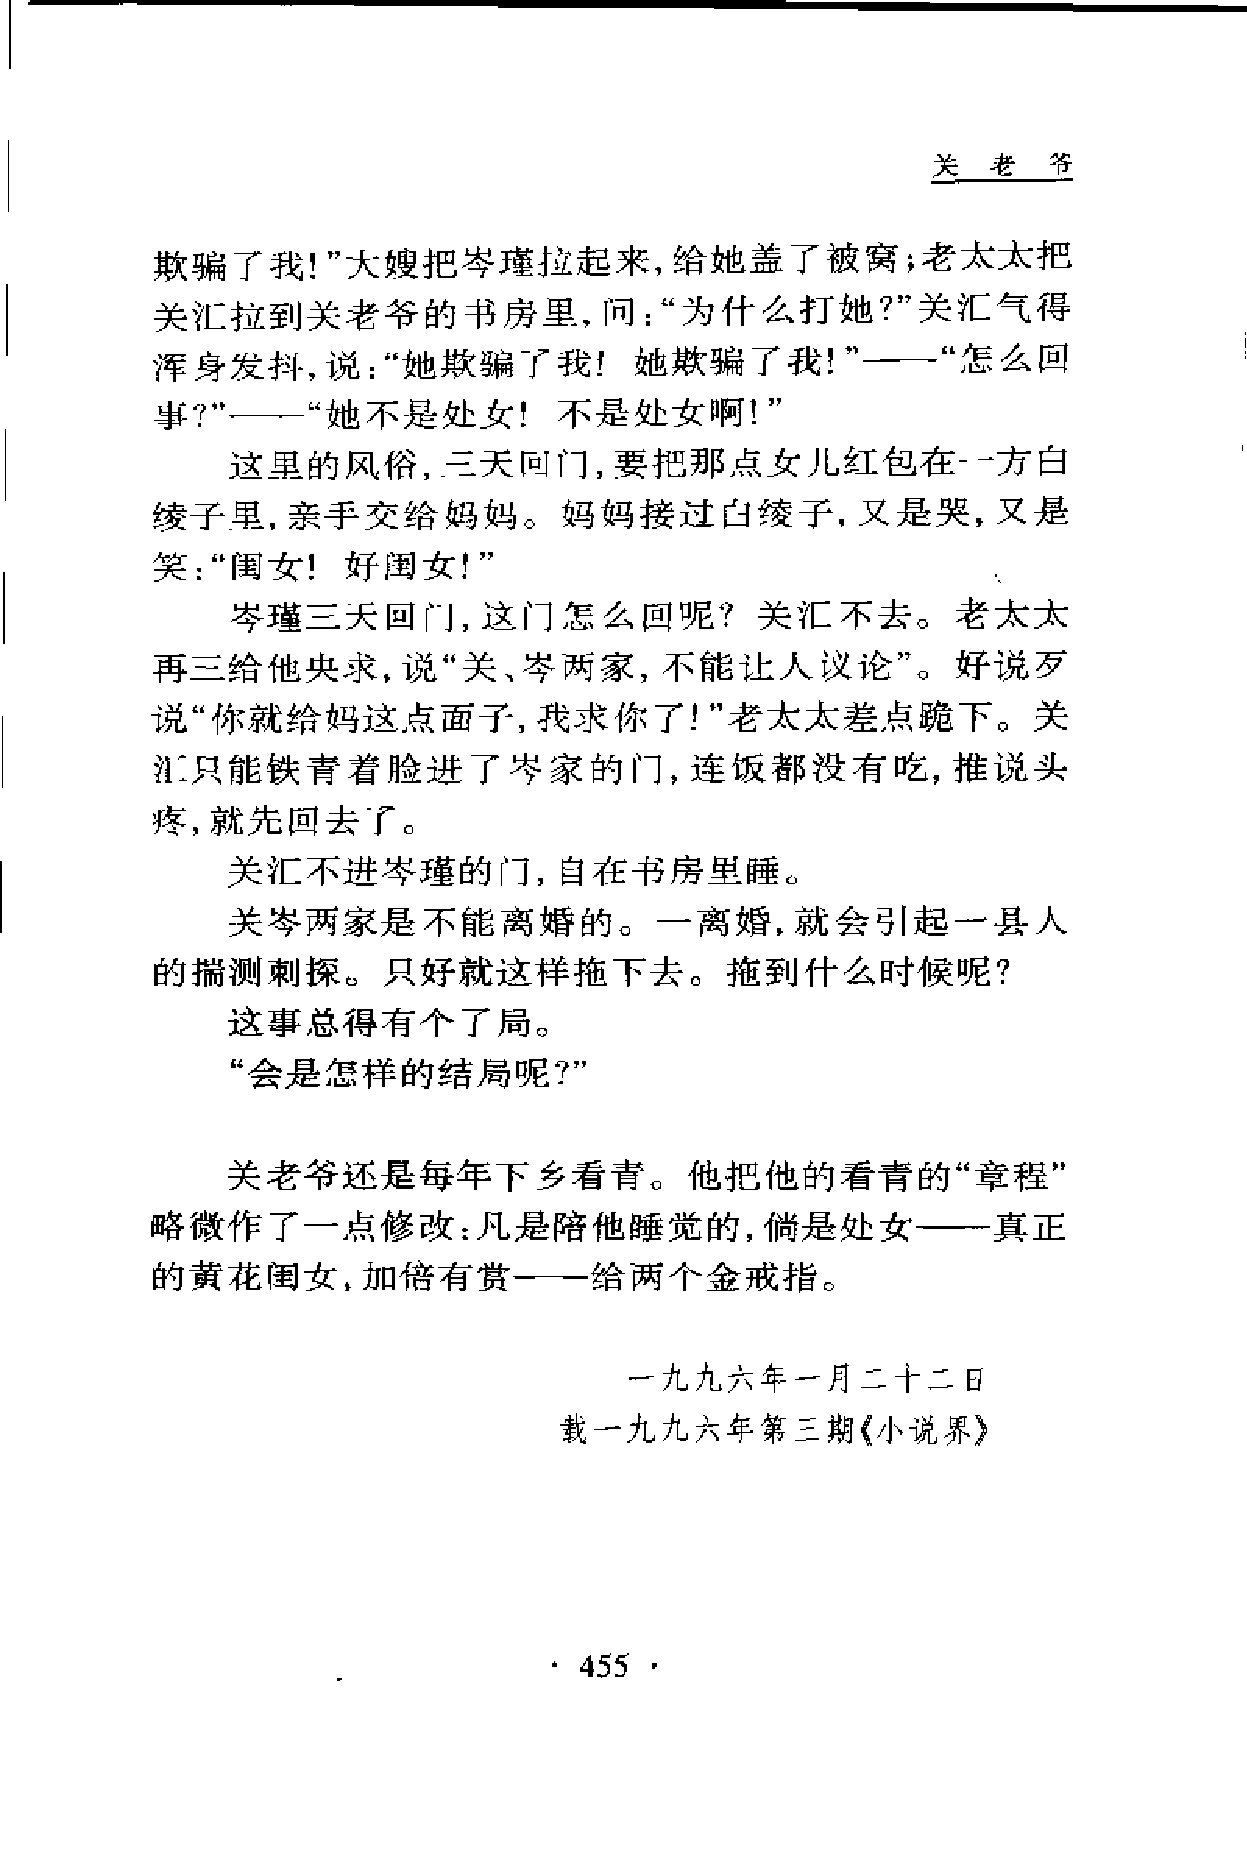 关老爷
欺骗了我!”大嫂把岑瑾拉起来,给她盖了被窝;老太太把
关汇拉到关老爷的书房里,问:“为什么打她?”关汇气得
浑身发抖,说:“她欺骗了我! 她欺骗了我!”——“怎么回
事?”——“她不是处女! 不是处女啊!”
这里的风俗,三天回门,要把那点女儿红包在一方白
绫子里,亲手交给妈妈。妈妈接过白绫子,又是哭,又是
笑:“闺女! 好闺女!”
岑瑾三天回门,这门怎么回呢? 关汇不去。老太太
再三给他央求,说“关、岑两家,不能让人议论”。好说歹
说“你就给妈这点面子,我求你了!”老太太差点跪下。关
汇只能铁青着脸进了岑家的门,连饭都没有吃,推说头
疼,就先回去了。
关汇不进岑瑾的门,自在书房里睡。
关岑两家是不能离婚的。一离婚,就会引起一县人
的揣测刺探。只好就这样拖下去。拖到什么时候呢?
这事总得有个了局。
“会是怎样的结局呢?”
关老爷还是每年下乡看青。他把他的看青的“章程”
略微作了一点修改:凡是陪他睡觉的,倘是处女——真正
的黄花闺女,加倍有赏——给两个金戒指。
一九九六年一月二十二日
载一九九六年第三期《小说界》
· 455 ·